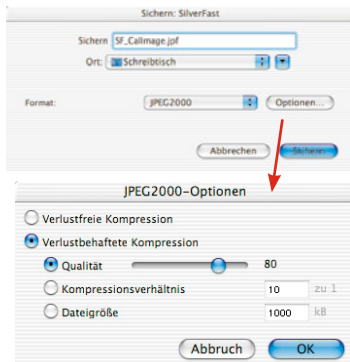 Sichern: SilverFast
Sichern SF_CalImage.jpf
Ort: Schreibtisch
Format: JPEG2000 Optionen...
Abbrechen Sichern
JPEG2000-Optionen
Verlustfreie Kompression
Verlustbehaftete Kompression
Qualität 80
Kompressionsverhältnis 10 zu 1
Dateigröße 1000 kB
Abbruch OK